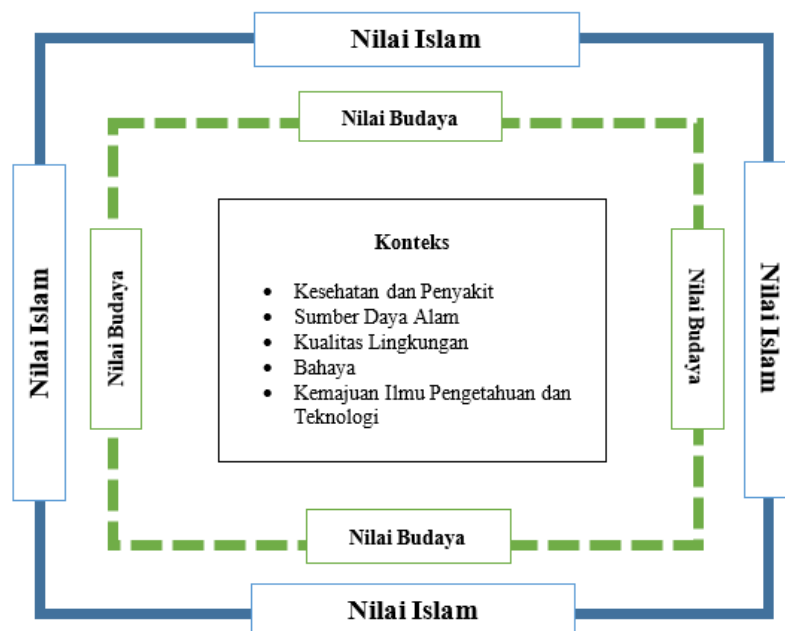 Nilai Islam
Nilai Budaya
Nilai Islam
Nilai Budaya
Konteks
• Kesehatan dan Penyakit
• Sumber Daya Alam
• Kualitas Lingkungan
• Bahaya
• Kemajuan Ilmu Pengetahuan dan
Teknologi
Nilai Budaya
Nilai Islam
Nilai Budaya
Nilai Islam